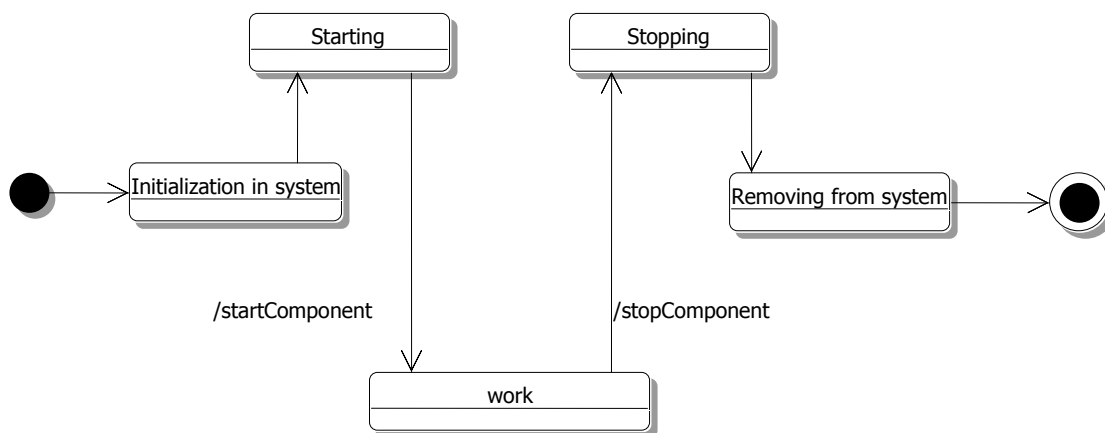 Starting
Stopping
Initialization in system
Removing from system
/startComponent
/stopComponent
work